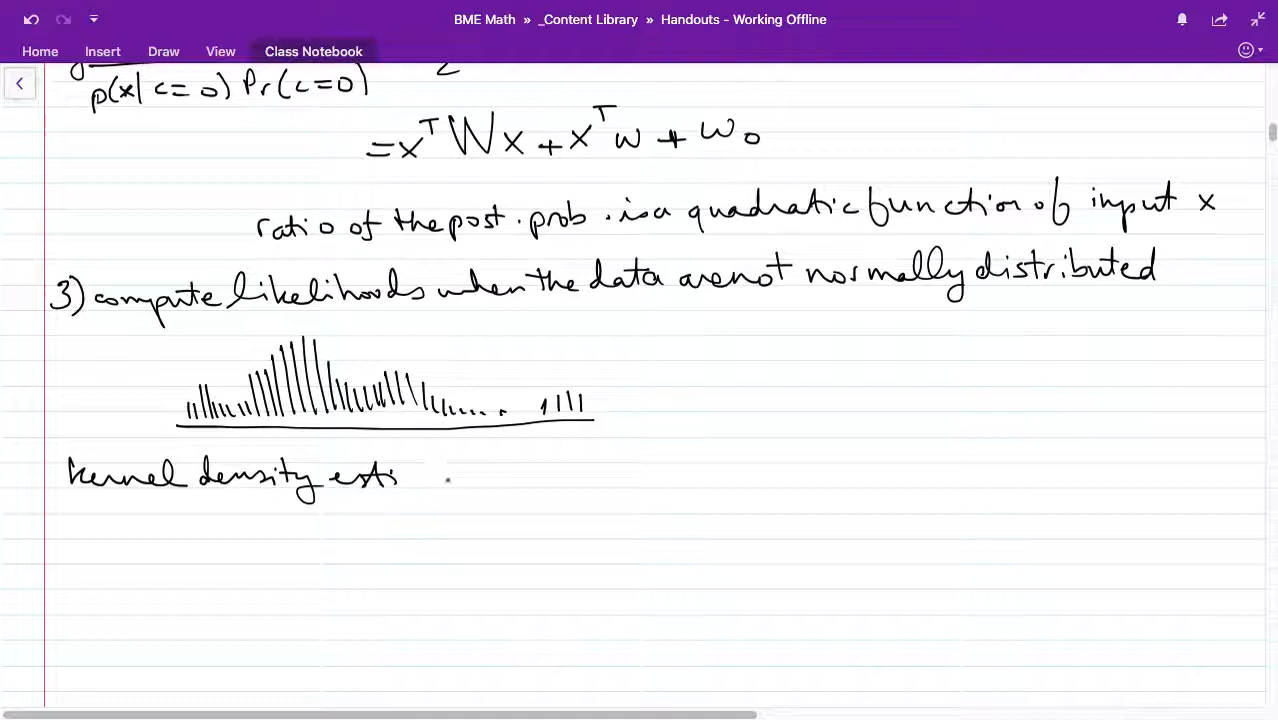 BME Math » _Content Library » Handouts - Working Offline
Home Insert Draw View Class Notebook
p(x| c=0) Pr(c=0)
= x^T W x + x^T w + w₀
ratio of the post. prob. is a quadratic function of input x
3) compute likelihoods when the data are not normally distributed
kernel density esti